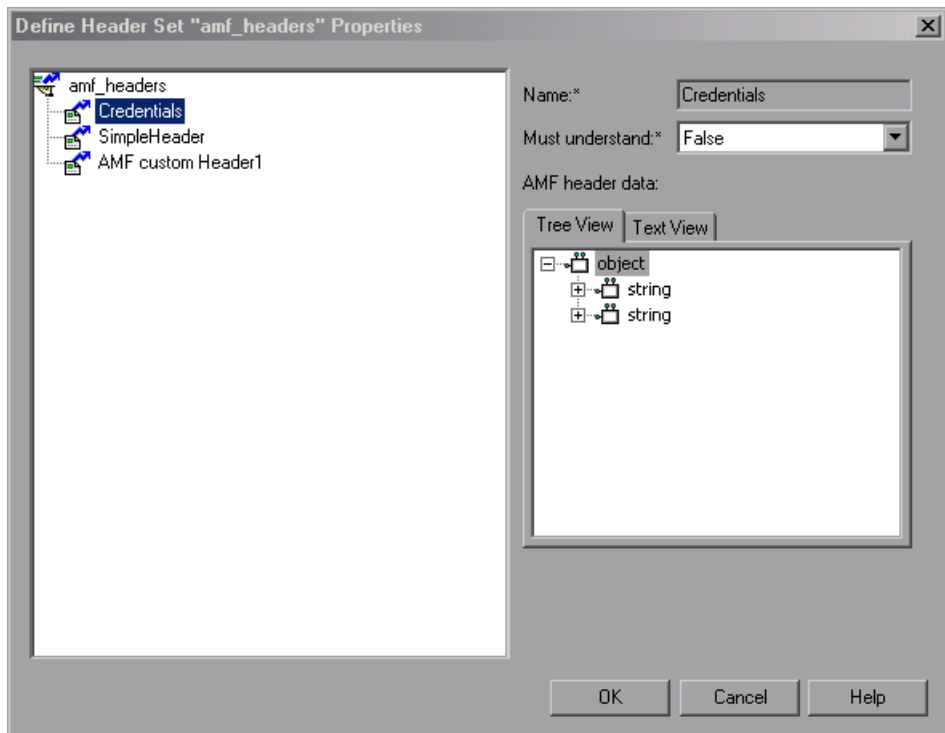 Define Header Set "amf_headers" Properties
amf_headers
Credentials
SimpleHeader
AMF custom Header1
Name:* Credentials
Must understand:* False
AMF header data:
Tree View Text View
object
string
string
OK Cancel Help